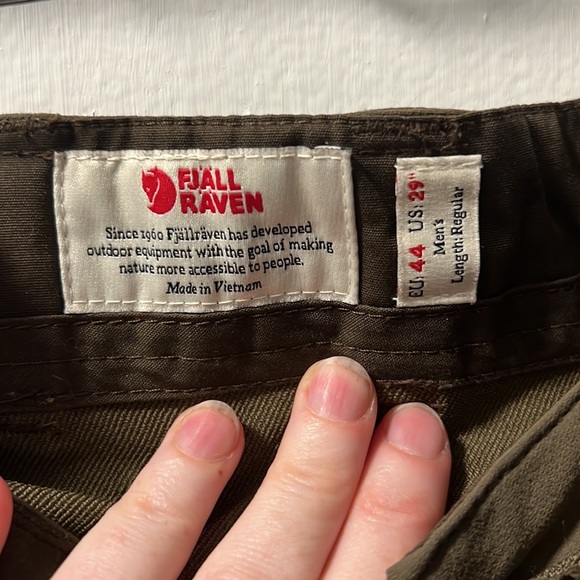 FJÄLL
RÄVEN
Since 1960 Fjällräven has developed
outdoor equipment with the goal of making
nature more accessible to people.
Made in Vietnam
EU: 44 US: 29"
Men's
Length: Regular